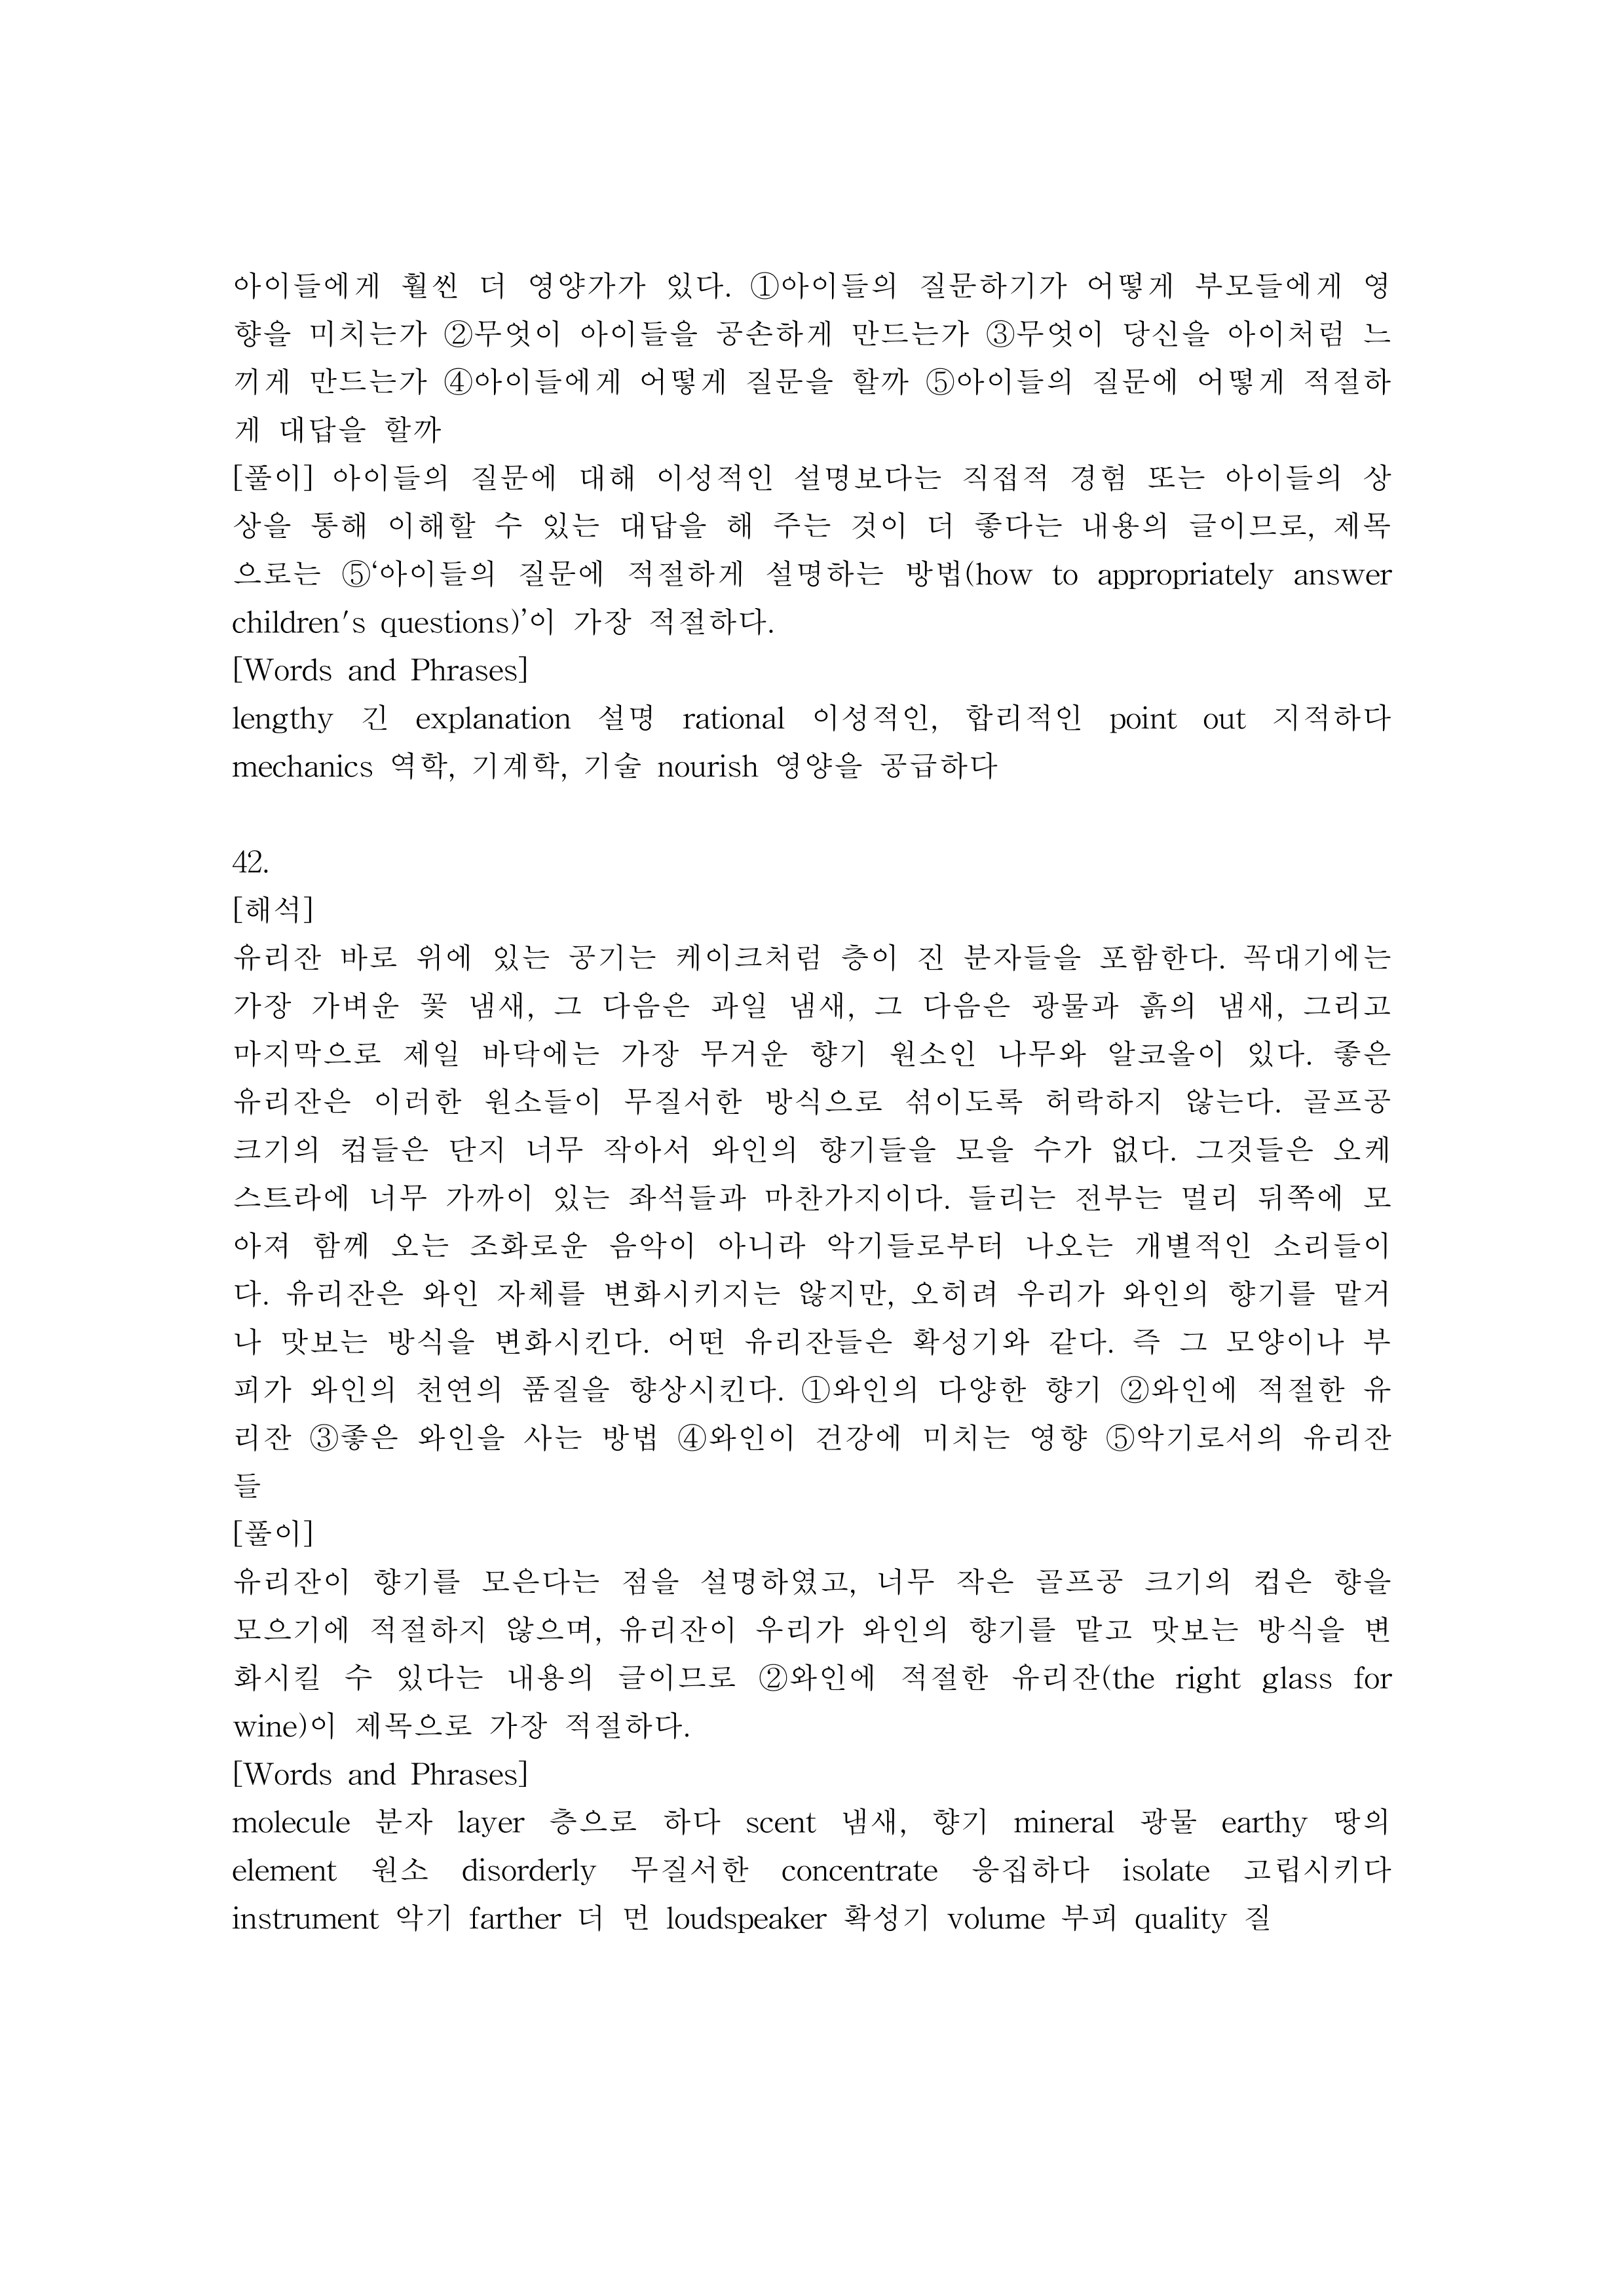 아이들에게 훨씬 더 영양가가 있다. ①아이들의 질문하기가 어떻게 부모들에게 영
향을 미치는가 ②무엇이 아이들을 공손하게 만드는가 ③무엇이 당신을 아이처럼 느
끼게 만드는가 ④아이들에게 어떻게 질문을 할까 ⑤아이들의 질문에 어떻게 적절하
게 대답을 할까
[풀이] 아이들의 질문에 대해 이성적인 설명보다는 직접적 경험 또는 아이들의 상
상을 통해 이해할 수 있는 대답을 해 주는 것이 더 좋다는 내용의 글이므로, 제목
으로는 ⑤‘아이들의 질문에 적절하게 설명하는 방법(how to appropriately answer
children's questions)’이 가장 적절하다.
[Words and Phrases]
lengthy 긴 explanation 설명 rational 이성적인, 합리적인 point out 지적하다
mechanics 역학, 기계학, 기술 nourish 영양을 공급하다
42.
[해석]
유리잔 바로 위에 있는 공기는 케이크처럼 층이 진 분자들을 포함한다. 꼭대기에는
가장 가벼운 꽃 냄새, 그 다음은 과일 냄새, 그 다음은 광물과 흙의 냄새, 그리고
마지막으로 제일 바닥에는 가장 무거운 향기 원소인 나무와 알코올이 있다. 좋은
유리잔은 이러한 원소들이 무질서한 방식으로 섞이도록 허락하지 않는다. 골프공
크기의 컵들은 단지 너무 작아서 와인의 향기들을 모을 수가 없다. 그것들은 오케
스트라에 너무 가까이 있는 좌석들과 마찬가지이다. 들리는 전부는 멀리 뒤쪽에 모
아져 함께 오는 조화로운 음악이 아니라 악기들로부터 나오는 개별적인 소리들이
다. 유리잔은 와인 자체를 변화시키지는 않지만, 오히려 우리가 와인의 향기를 맡거
나 맛보는 방식을 변화시킨다. 어떤 유리잔들은 확성기와 같다. 즉 그 모양이나 부
피가 와인의 천연의 품질을 향상시킨다. ①와인의 다양한 향기 ②와인에 적절한 유
리잔 ③좋은 와인을 사는 방법 ④와인이 건강에 미치는 영향 ⑤악기로서의 유리잔
들
[풀이]
유리잔이 향기를 모은다는 점을 설명하였고, 너무 작은 골프공 크기의 컵은 향을
모으기에 적절하지 않으며, 유리잔이 우리가 와인의 향기를 맡고 맛보는 방식을 변
화시킬 수 있다는 내용의 글이므로 ②와인에 적절한 유리잔(the right glass for
wine)이 제목으로 가장 적절하다.
[Words and Phrases]
molecule 분자 layer 층으로 하다 scent 냄새, 향기 mineral 광물 earthy 땅의
element 원소 disorderly 무질서한 concentrate 응집하다 isolate 고립시키다
instrument 악기 farther 더 먼 loudspeaker 확성기 volume 부피 quality 질